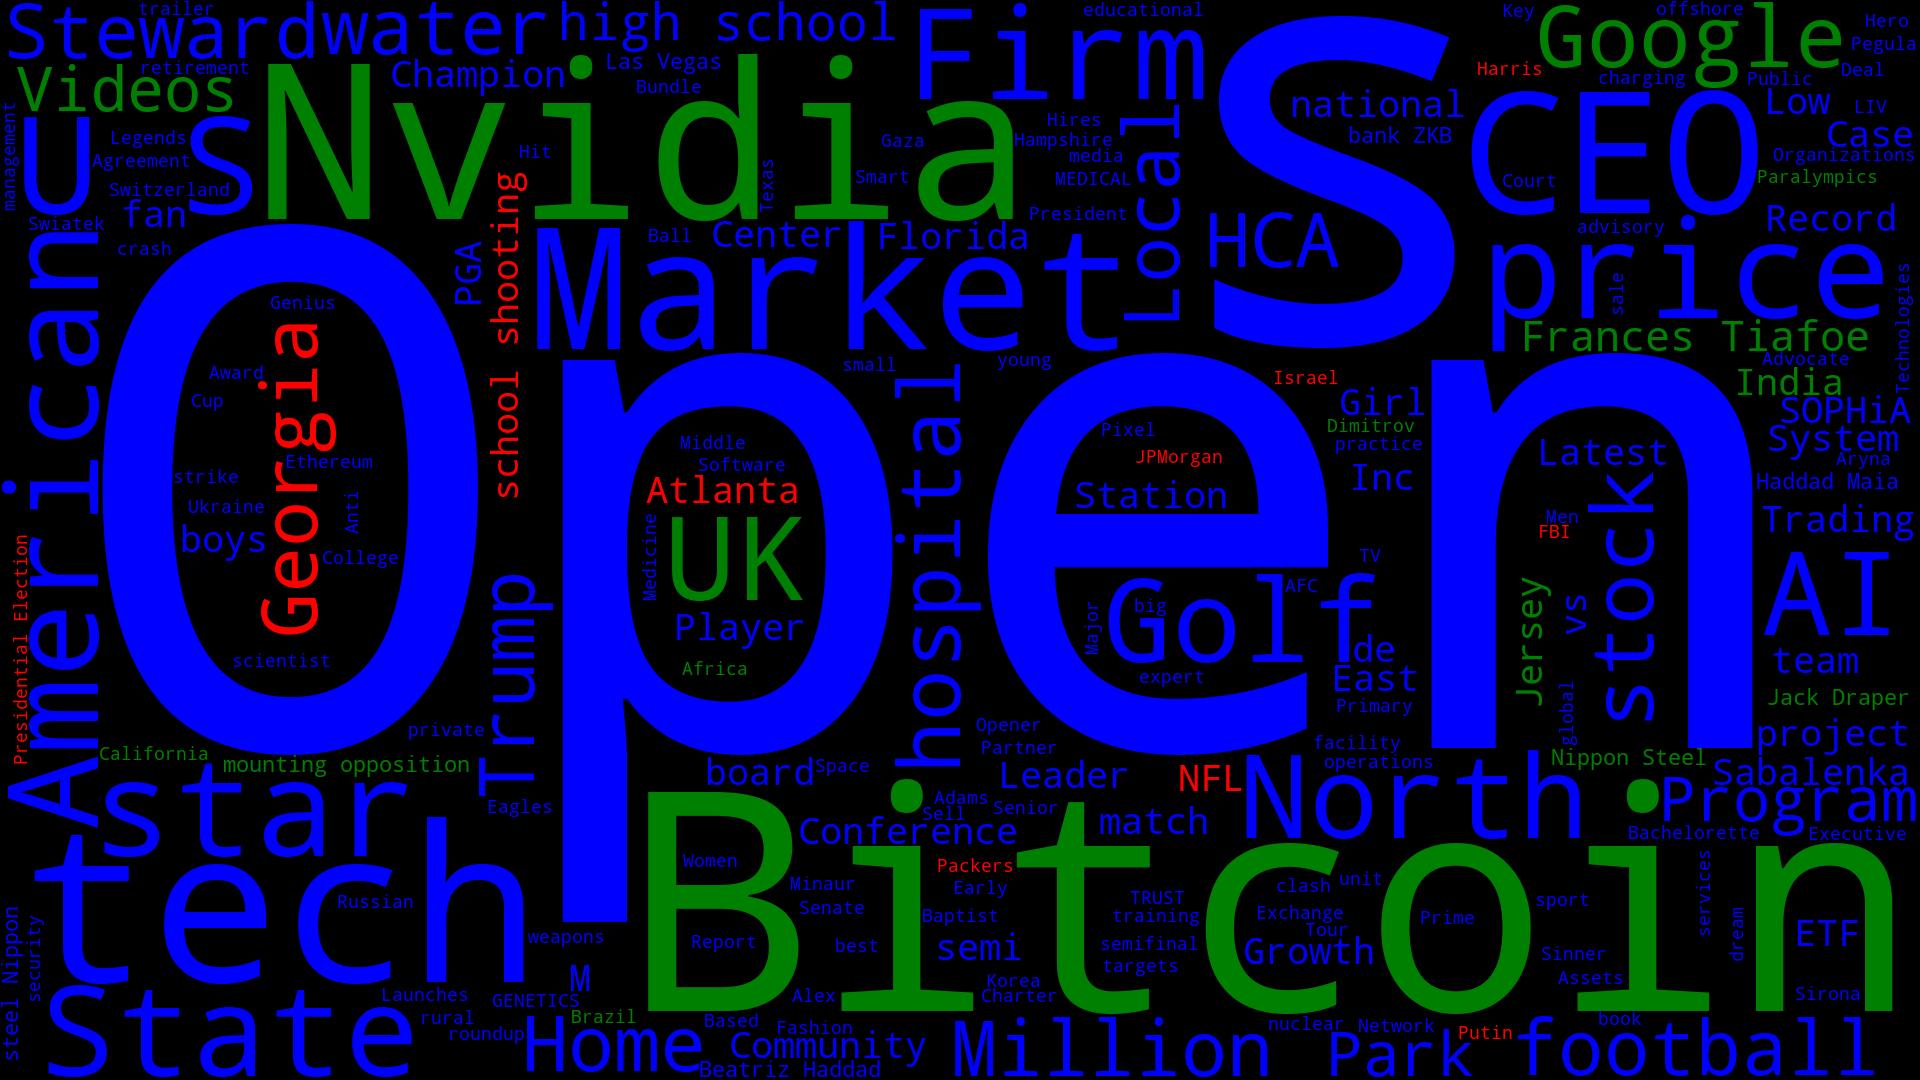 trailer
Stewardwater
high school
Firm
educational
S
Key
offshore
Google
Hero
Pegula
Videos
retirement
Nvidia
Champion
Las Vegas
Bundle
Harris
charging
Public
Deal
management
US
Legends
Agreement
Switzerland
Swiatek
fan
crash
Hit
school shooting
PGA
Texas
Gaza
Smart
Hires
Hampshire
media
MEDICAL
President
Local
national
bank ZKB
CEO
Court
Low
LIV
Case
Organizations
Paralympics
Record
advisory
American
Open
Genius
Georgia
Award
Cup
strike
Ethereum
Ukraine
Anti
boys
College
scientist
Market
Ball
Center
Florida
HCA
price
sale
Technologies
Frances Tiafoe
Advocate
India
small
young
hospital
Israel
Girl
Dimitrov
practice
SOPHiA
System
Aryna
Haddad Maia
Middle
Software
Atlanta
UK
Medicine
Player
Africa
Pixel
JPMorgan
Station
Inc
Latest
Men
FBI
stock
Trading
Presidential Election
Trump
TV
AFC
big
Major
Golf
expert
de
East
Primary
Jersey
vs
global
AI
team
Jack Draper
project
private
California
mounting opposition
Opener
Partner
facility
operations
Nippon Steel
star
Eagles
board
Space
Leader
NFL
North
Sabalenka
Program
Adams
Sell
Senior
Conference
match
Bachelorette
Executive
tech
Russian
weapons
Bitcoin
Women
Report
Minaur
Senate
best
Packers
Early
Baptist
semi
TRUST
training
semifinal
targets
clash
unit
Exchange
Tour
Growth
Prime
sport
services
dream
Sinner
Assets
ETF
Sirona
steel Nippon
security
State
Launches
rural
roundup
GENETICS
M
Brazil
Home
Based
Alex
Fashion
Korea
Charter
Community
Beatriz Haddad
Million
nuclear
Network
Putin
Park
book
football